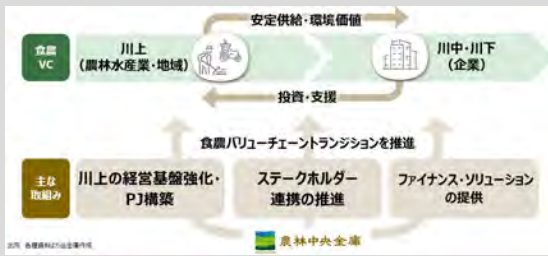 安定供給・環境価値
食農
VC
川上
(農林水産業・地域)
川中・川下
(企業)
投資・支援
食農バリューチェーントランジションを推進
主な
取組み
川上の経営基盤強化・
PJ構築
ステークホルダー
連携の推進
ファイナンス・ソリューション
の提供
農林中央金庫